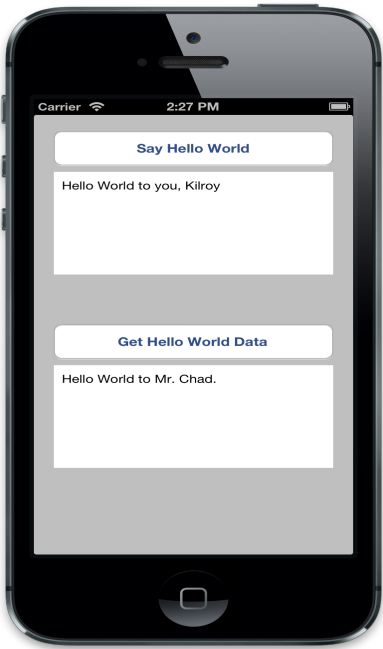 Carrier 2:27 PM
Say Hello World
Hello World to you, Kilroy
Get Hello World Data
Hello World to Mr. Chad.